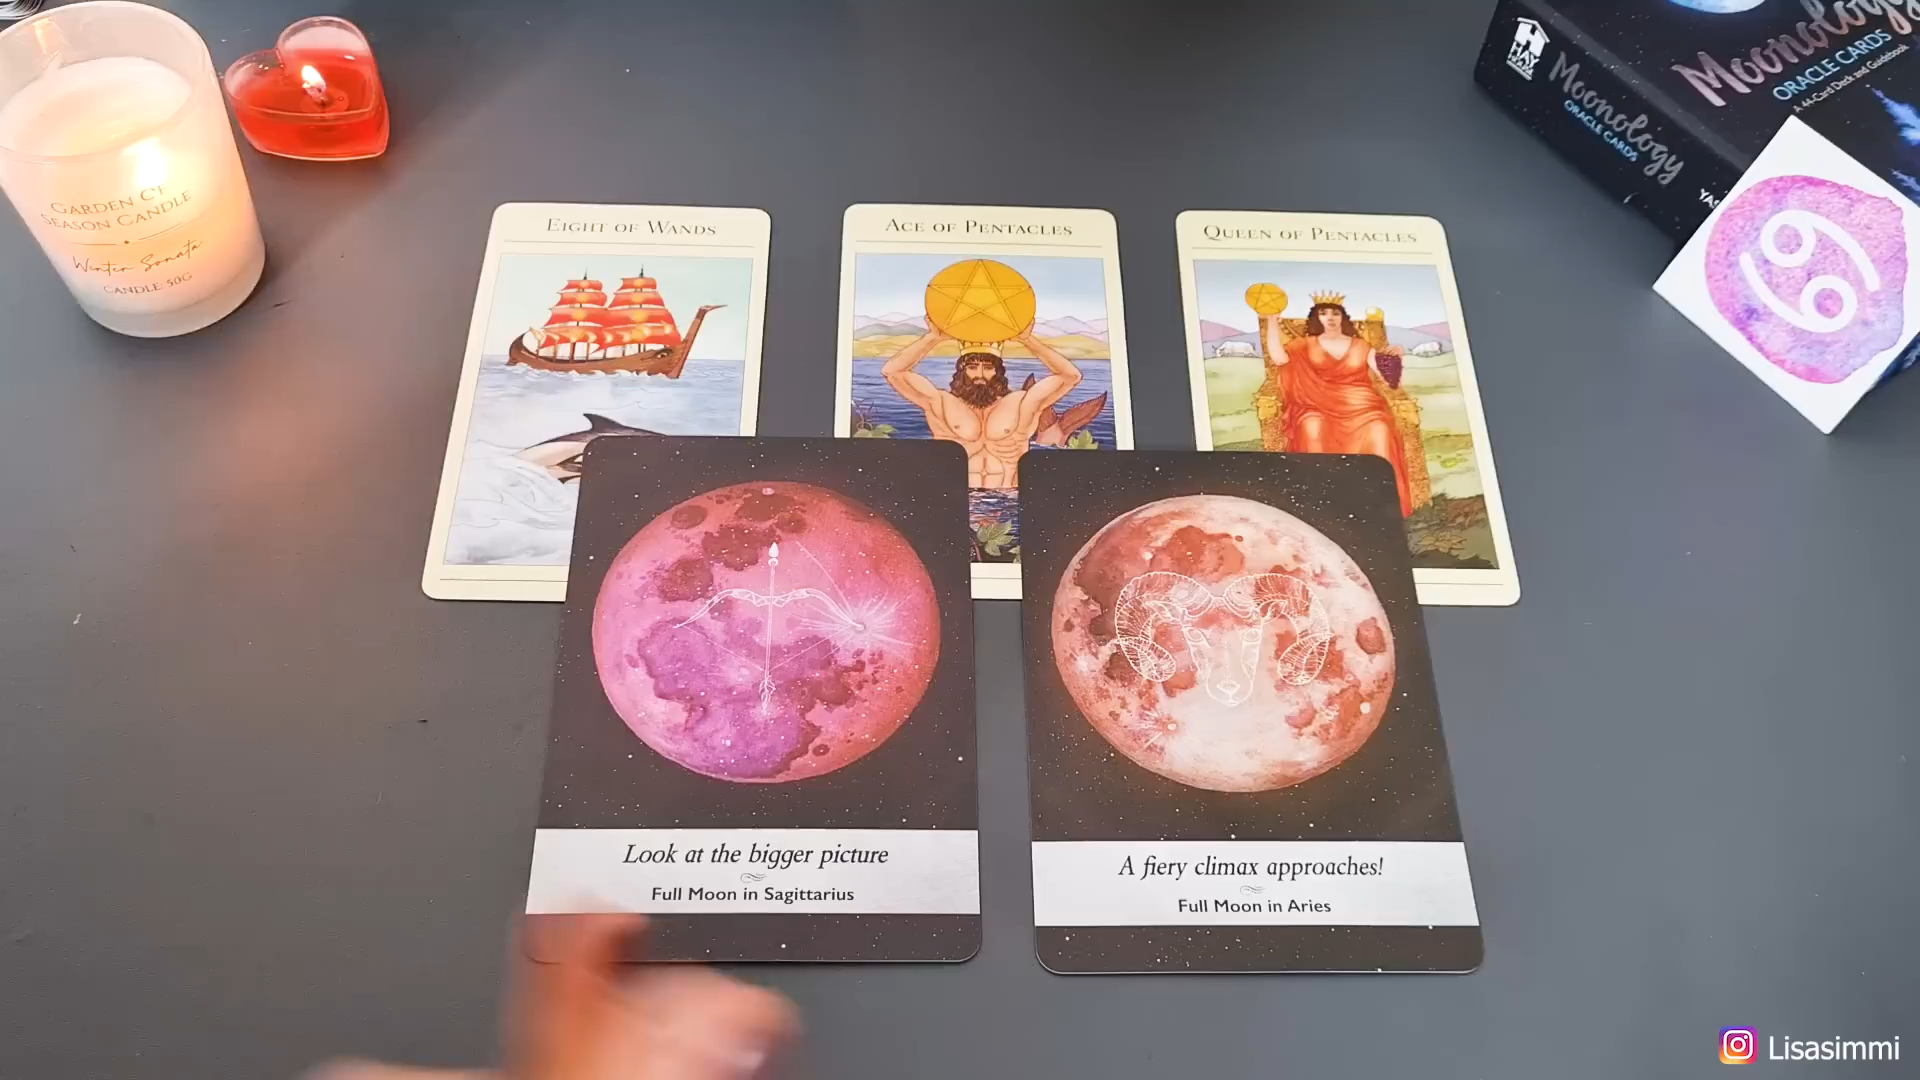 GARDEN OF
SEASON CANDLE
Winter Sonata
CANDLE 50G
HAY
HOUSE
Moonology
ORACLE CARDS
Moonology
ORACLE CARDS
A 44-Card Deck and Guidebook
EIGHT OF WANDS
ACE OF PENTACLES
QUEEN OF PENTACLES
Look at the bigger picture
Full Moon in Sagittarius
A fiery climax approaches!
Full Moon in Aries
Lisasimmi